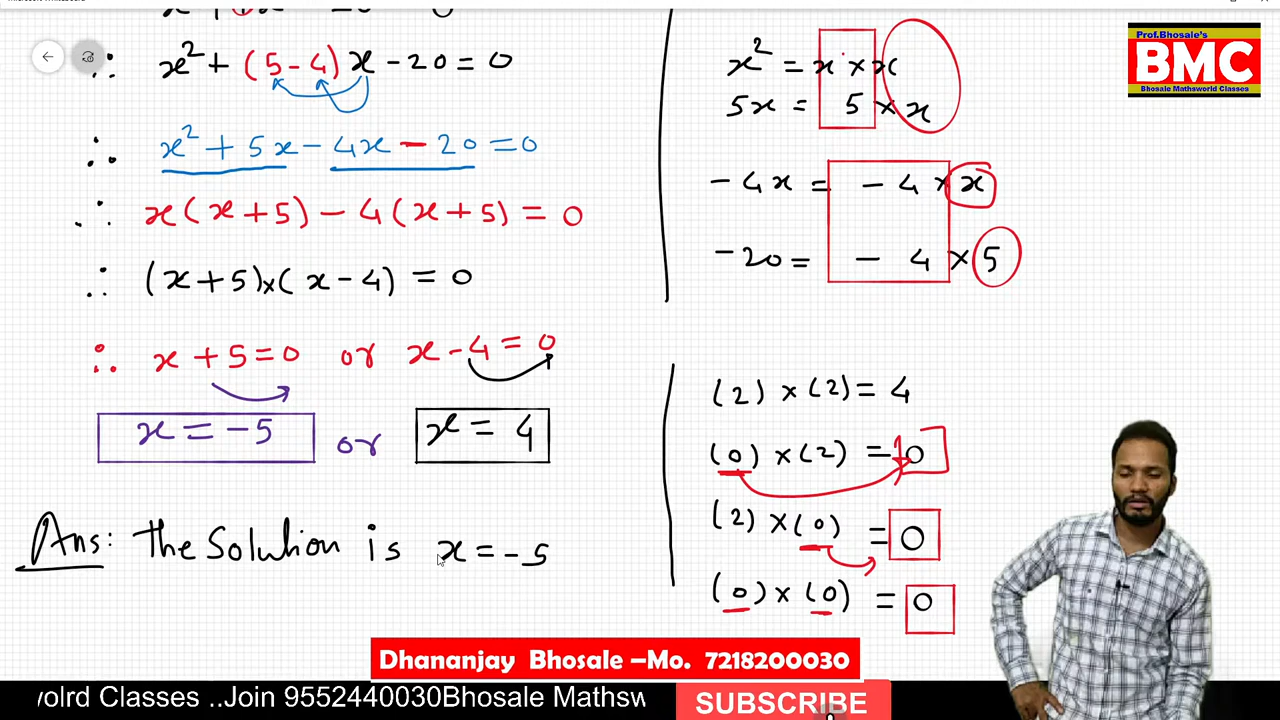 ∴ x² + (5 - 4) x - 20 = 0
∴ x² + 5x - 4x - 20 = 0
∴ x(x + 5) - 4(x + 5) = 0
∴ (x + 5) × (x - 4) = 0
∴ x + 5 = 0 or x - 4 = 0
x = -5 or x = 4
Ans: the Solution is x = -5
x² = x × x
5x = 5 × x
- 4x = - 4 × x
- 20 = - 4 × 5
(2) × (2) = 4
(0) × (2) = 0
(2) × (0) = 0
(0) × (0) = 0
Prof.Bhosale's
BMC
Bhosale Mathsworld Classes
Dhananjay Bhosale –Mo. 7218200030
olrd Classes ..Join 9552440030Bhosale Mathsw
SUBSCRIBE